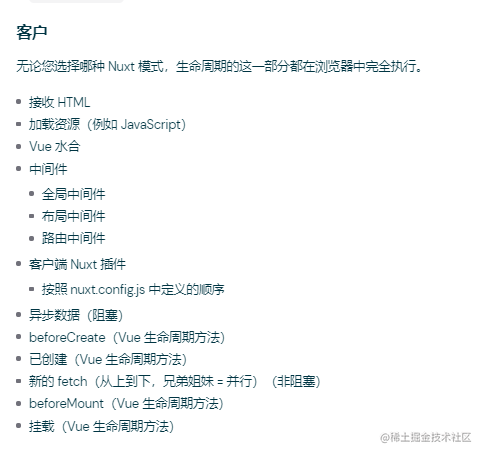 客户
无论您选择哪种 Nuxt 模式，生命周期的这一部分都在浏览器中完全执行。
接收 HTML
加载资源（例如 JavaScript）
Vue 水合
中间件
全局中间件
布局中间件
路由中间件
客户端 Nuxt 插件
按照 nuxt.config.js 中定义的顺序
异步数据（阻塞）
beforeCreate（Vue 生命周期方法）
已创建（Vue 生命周期方法）
新的 fetch（从上到下，兄弟姐妹 = 并行）（非阻塞）
beforeMount（Vue 生命周期方法）
挂载（Vue 生命周期方法）
@稀土掘金技术社区